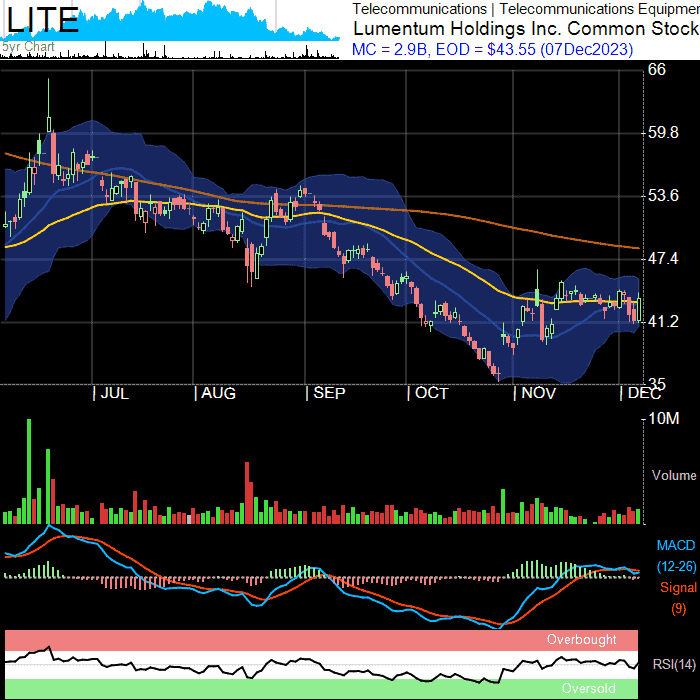 LITE
5yr Chart
Telecommunications | Telecommunications Equipmen
Lumentum Holdings Inc. Common Stock
MC = 2.9B, EOD = $43.55 (07Dec2023)
66
59.8
53.6
47.4
41.2
35
JUL
AUG
SEP
OCT
NOV
DEC
10M
Volume
MACD
(12-26)
Signal
(9)
Overbought
RSI(14)
Oversold